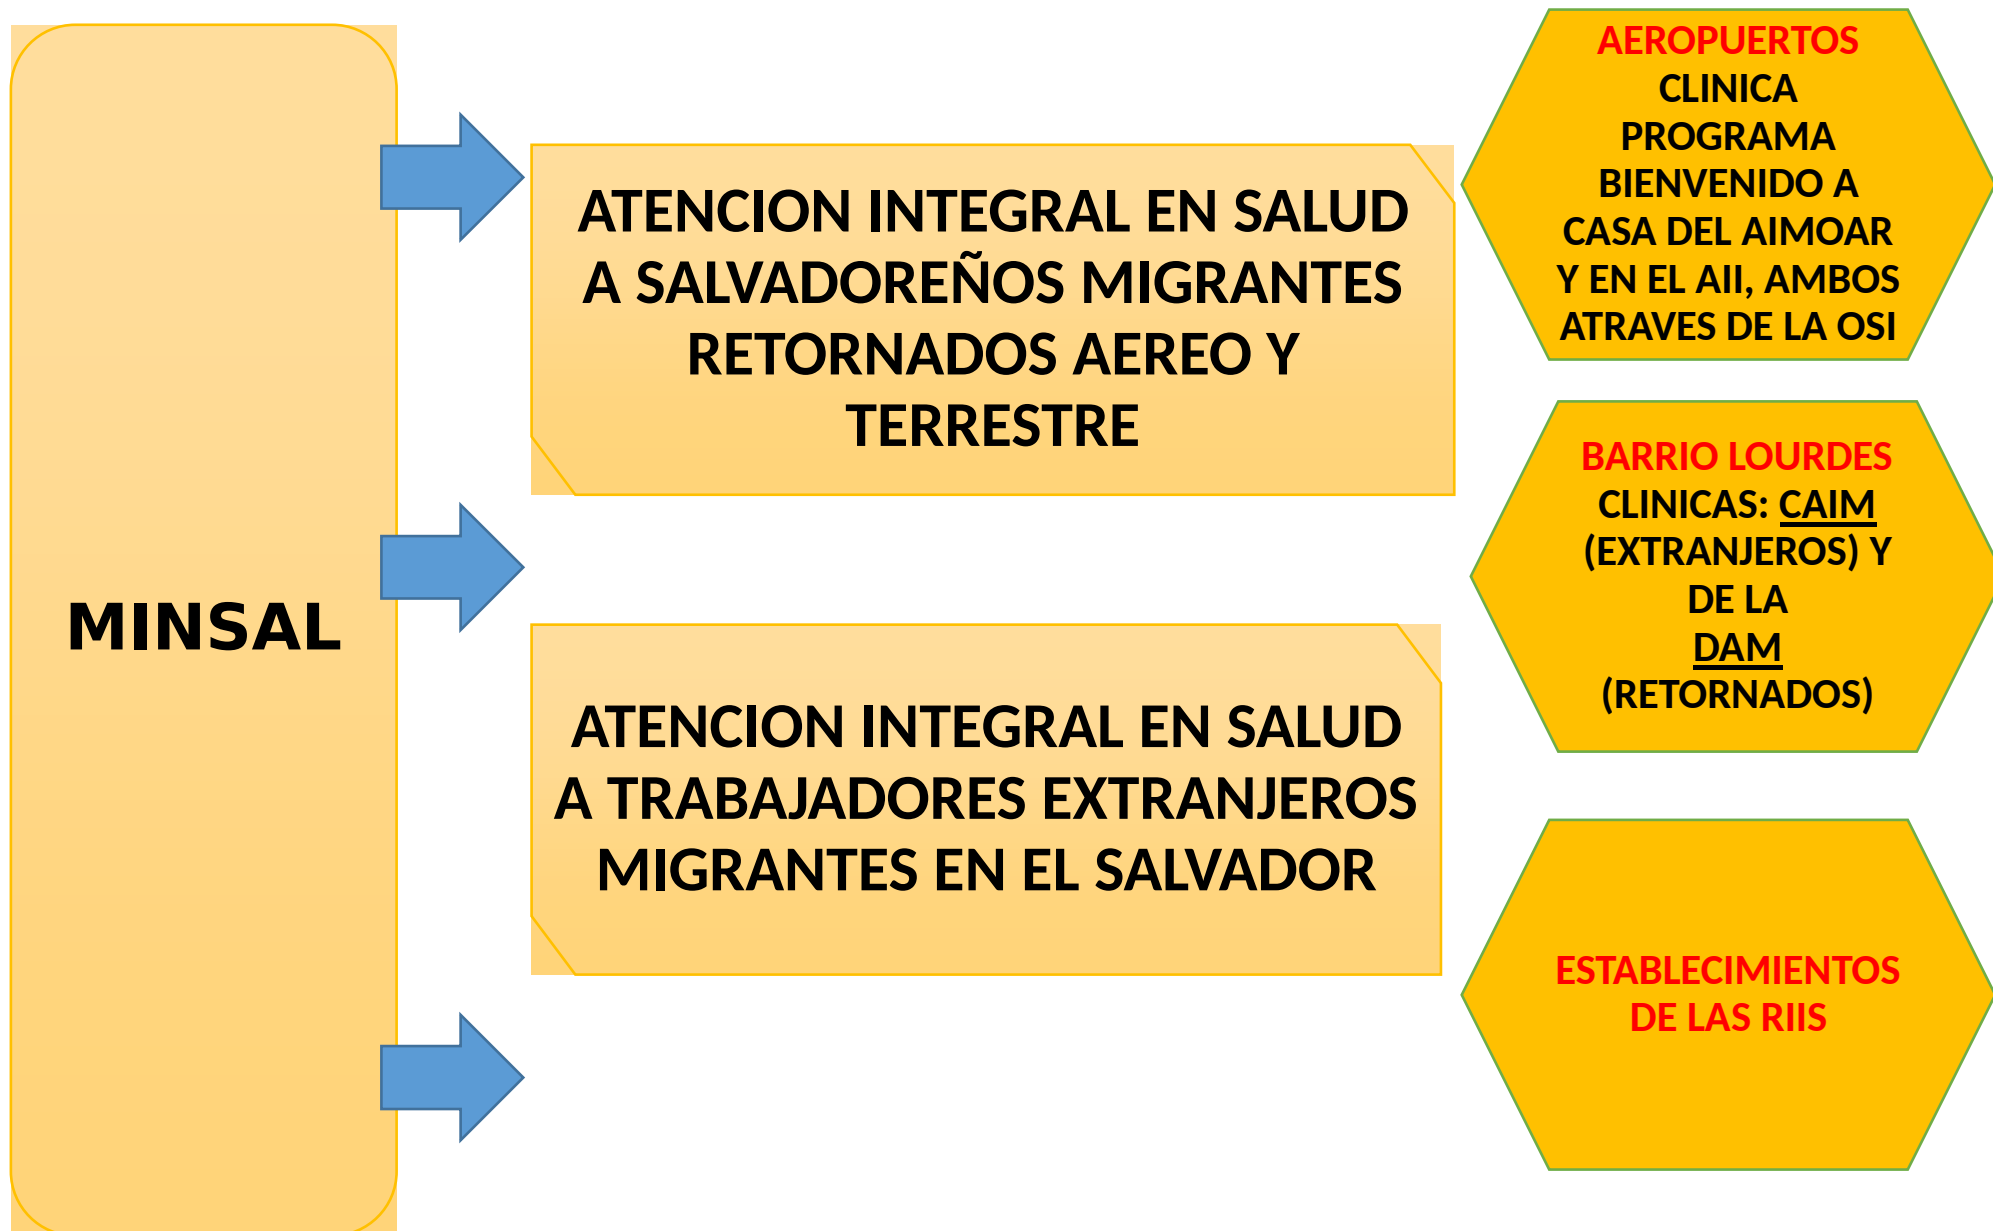 MINSAL
ATENCION INTEGRAL EN SALUD
A SALVADOREÑOS MIGRANTES
RETORNADOS AEREO Y
TERRESTRE
ATENCION INTEGRAL EN SALUD
A TRABAJADORES EXTRANJEROS
MIGRANTES EN EL SALVADOR
AEROPUERTOS
CLINICA
PROGRAMA
BIENVENIDO A
CASA DEL AIMOAR
Y EN EL AII, AMBOS
ATRAVES DE LA OSI
BARRIO LOURDES
CLINICAS: CAIM
(EXTRANJEROS) Y
DE LA
DAM
(RETORNADOS)
ESTABLECIMIENTOS
DE LAS RIIS